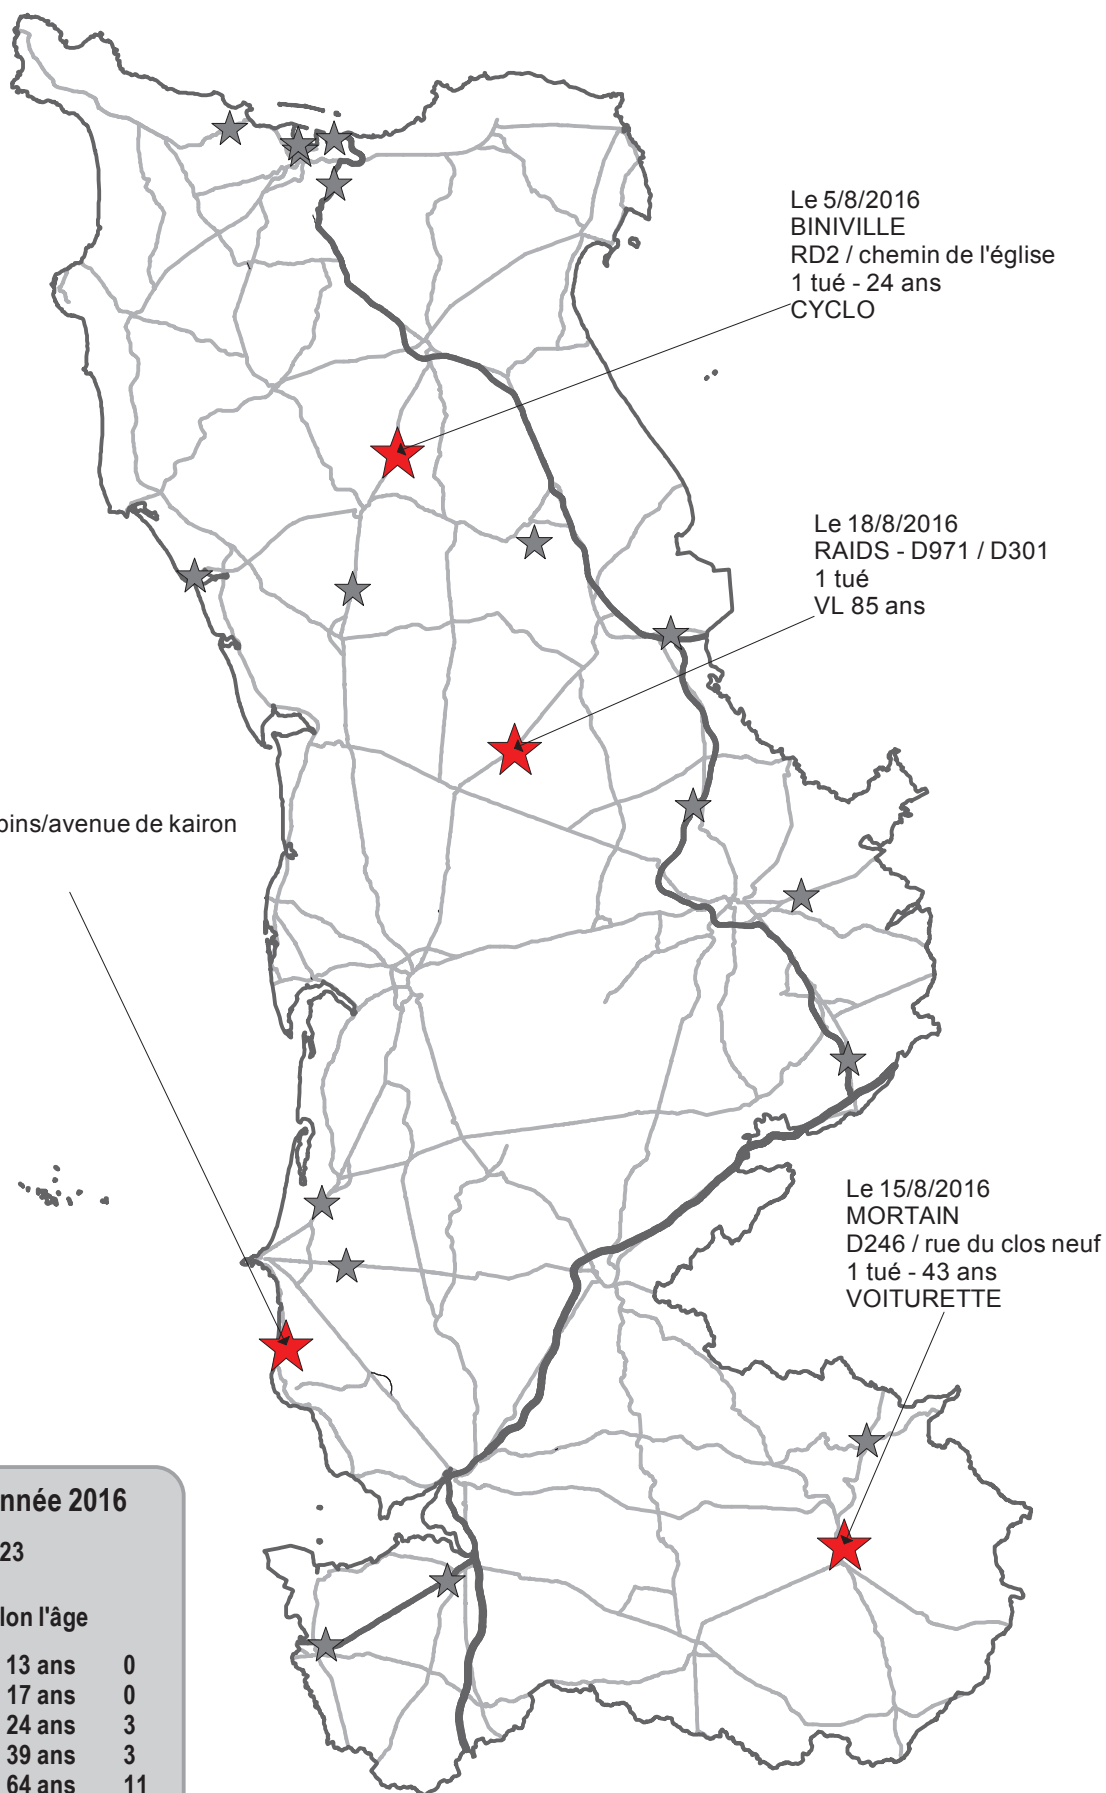 Le 5/8/2016
BINIVILLE
RD2 / chemin de l'église
1 tué - 24 ans
CYCLO
Le 18/8/2016
RAIDS - D971 / D301
1 tué
VL 85 ans
pins/avenue de kairon
Le 15/8/2016
MORTAIN
D246 / rue du clos neuf
1 tué - 43 ans
VOITURETTE
nnée 2016
23
lon l'âge
13 ans 0
17 ans 0
24 ans 3
39 ans 3
64 ans 11